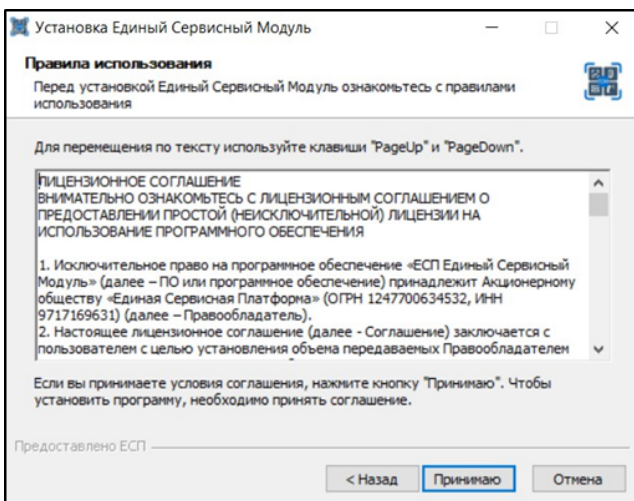 Установка Единый Сервисный Модуль
Правила использования
Перед установкой Единый Сервисный Модуль ознакомьтесь с правилами
использования
Для перемещения по тексту используйте клавиши "PageUp" и "PageDown".
ЛИЦЕНЗИОННОЕ СОГЛАШЕНИЕ
ВНИМАТЕЛЬНО ОЗНАКОМЬТЕСЬ С ЛИЦЕНЗИОННЫМ СОГЛАШЕНИЕМ О
ПРЕДОСТАВЛЕНИИ ПРОСТОЙ (НЕИСКЛЮЧИТЕЛЬНОЙ) ЛИЦЕНЗИИ НА
ИСПОЛЬЗОВАНИЕ ПРОГРАММНОГО ОБЕСПЕЧЕНИЯ
1. Исключительное право на программное обеспечение «ЕСП Единый Сервисный
Модуль» (далее – ПО или программное обеспечение) принадлежит Акционерному
обществу «Единая Сервисная Платформа» (ОГРН 1247700634532, ИНН
9717169631) (далее – Правообладатель).
2. Настоящее лицензионное соглашение (далее - Соглашение) заключается с
пользователем с целью установления объема передаваемых Правообладателем
Если вы принимаете условия соглашения, нажмите кнопку "Принимаю". Чтобы
установить программу, необходимо принять соглашение.
Предоставлено ЕСП
< Назад Принимаю Отмена